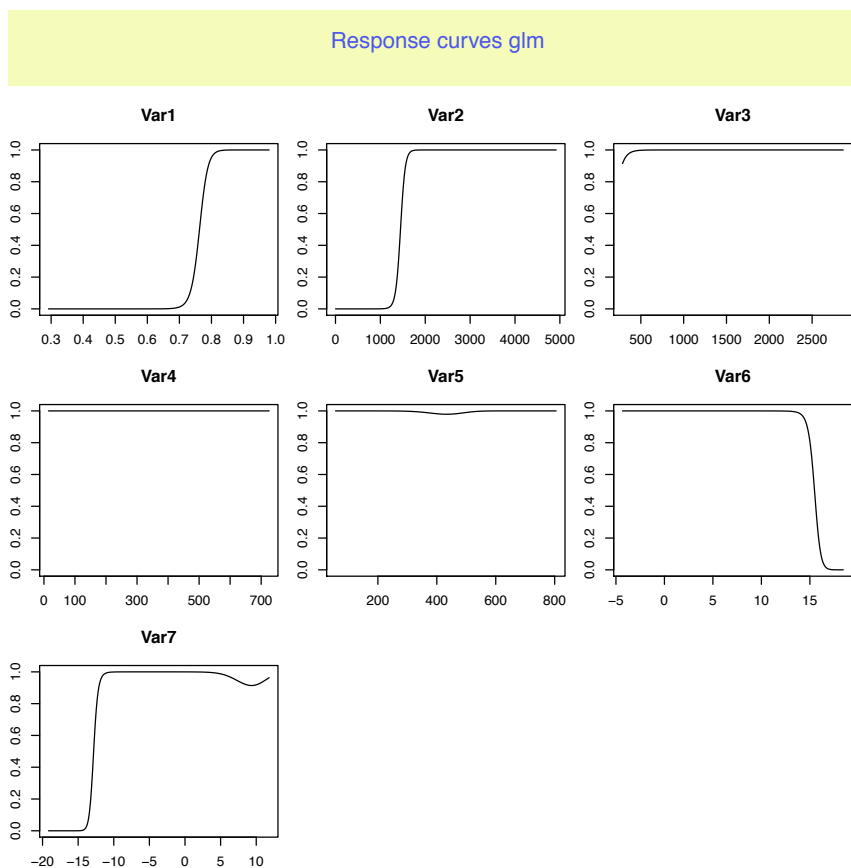 Response curves glm
Var1
0.0 0.2 0.4 0.6 0.8 1.0
0.3 0.4 0.5 0.6 0.7 0.8 0.9 1.0
Var2
0.0 0.2 0.4 0.6 0.8 1.0
0 1000 2000 3000 4000 5000
Var3
0.0 0.2 0.4 0.6 0.8 1.0
500 1000 1500 2000 2500
Var4
0.0 0.2 0.4 0.6 0.8 1.0
0 100 300 500 700
Var5
0.0 0.2 0.4 0.6 0.8 1.0
200 400 600 800
Var6
0.0 0.2 0.4 0.6 0.8 1.0
−5 0 5 10 15
Var7
0.0 0.2 0.4 0.6 0.8 1.0
−20 −15 −10 −5 0 5 10